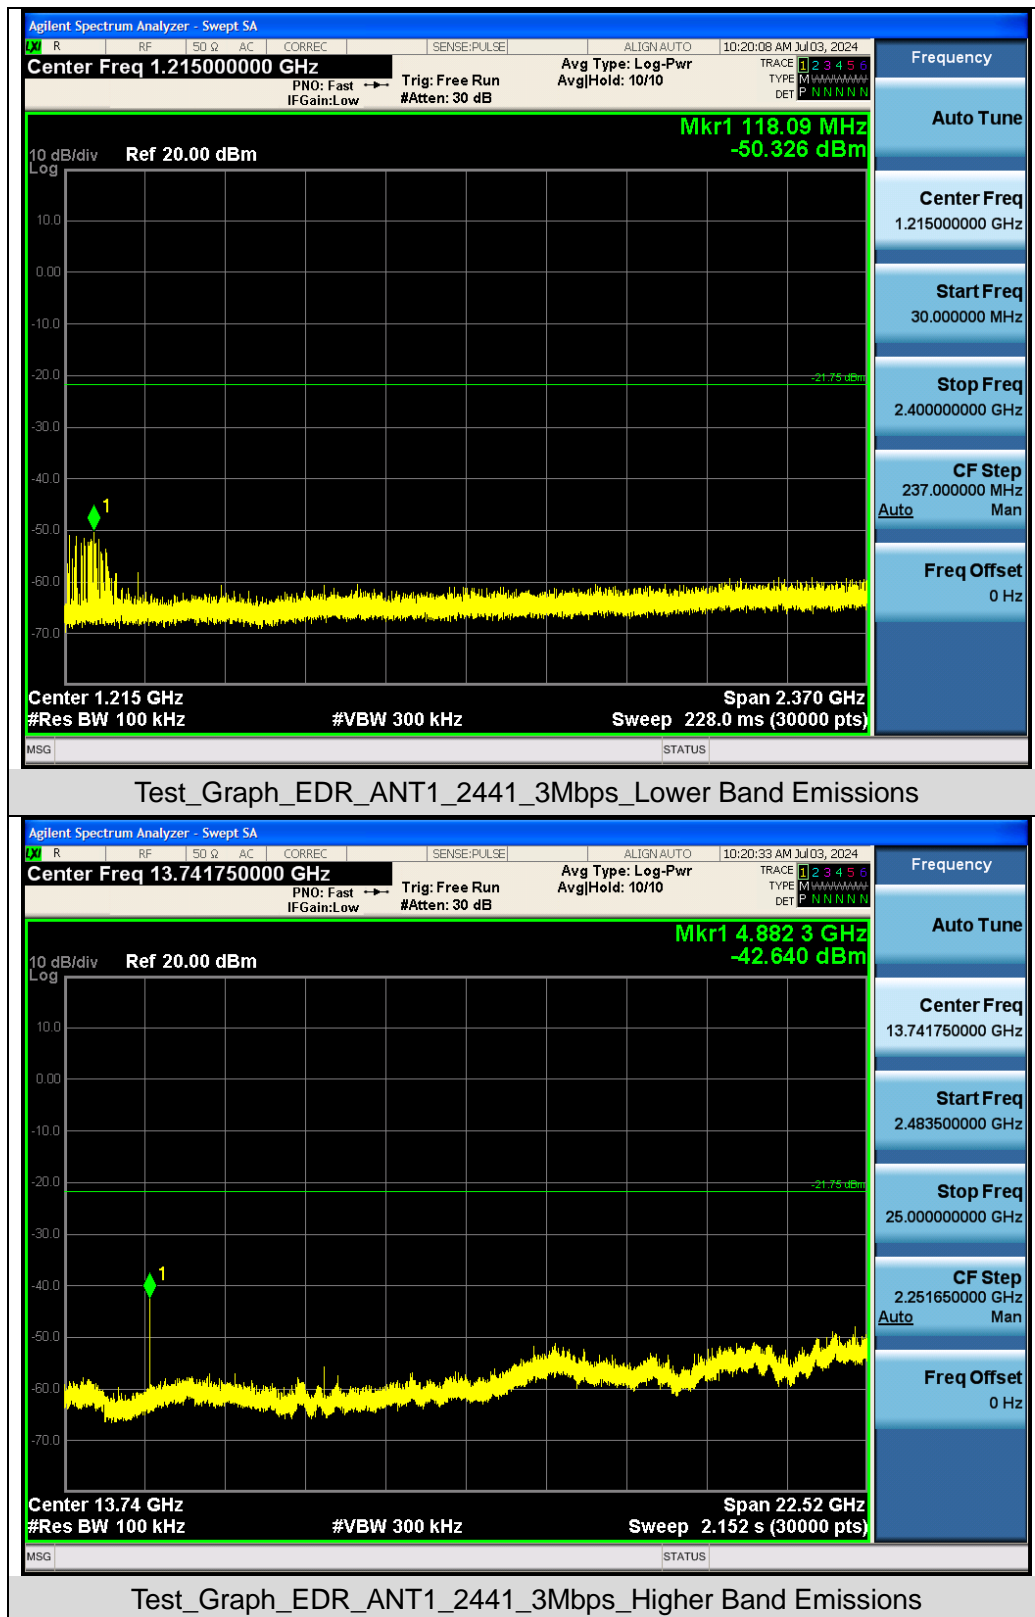 Agilent Spectrum Analyzer - Swept SA
LXI R RF 50 Ω AC CORREC SENSE:PULSE ALIGN AUTO 10:20:08 AM Jul 03, 2024
Center Freq 1.215000000 GHz
PNO: Fast
IFGain:Low
Trig: Free Run
#Atten: 30 dB
Avg Type: Log-Pwr
Avg|Hold: 10/10
TRACE 1 2 3 4 5 6
TYPE M WWWWW
DET P N N N N N
Mkr1 118.09 MHz
-50.326 dBm
10 dB/div Ref 20.00 dBm
Log
10.0
0.00
-10.0
-20.0
-21.75 dBm
-30.0
-40.0
1
-50.0
-60.0
-70.0
Center 1.215 GHz Span 2.370 GHz
#Res BW 100 kHz #VBW 300 kHz Sweep 228.0 ms (30000 pts)
MSG STATUS
Frequency
Auto Tune
Center Freq
1.215000000 GHz
Start Freq
30.000000 MHz
Stop Freq
2.400000000 GHz
CF Step
237.000000 MHz
Auto Man
Freq Offset
0 Hz
Test_Graph_EDR_ANT1_2441_3Mbps_Lower Band Emissions
Agilent Spectrum Analyzer - Swept SA
LXI R RF 50 Ω AC CORREC SENSE:PULSE ALIGN AUTO 10:20:33 AM Jul 03, 2024
Center Freq 13.741750000 GHz
PNO: Fast
IFGain:Low
Trig: Free Run
#Atten: 30 dB
Avg Type: Log-Pwr
Avg|Hold: 10/10
TRACE 1 2 3 4 5 6
TYPE M WWWWW
DET P N N N N N
Mkr1 4.882 3 GHz
-42.640 dBm
10 dB/div Ref 20.00 dBm
Log
10.0
0.00
-10.0
-20.0
-21.75 dBm
-30.0
1
-40.0
-50.0
-60.0
-70.0
Center 13.74 GHz Span 22.52 GHz
#Res BW 100 kHz #VBW 300 kHz Sweep 2.152 s (30000 pts)
MSG STATUS
Frequency
Auto Tune
Center Freq
13.741750000 GHz
Start Freq
2.483500000 GHz
Stop Freq
25.000000000 GHz
CF Step
2.251650000 GHz
Auto Man
Freq Offset
0 Hz
Test_Graph_EDR_ANT1_2441_3Mbps_Higher Band Emissions